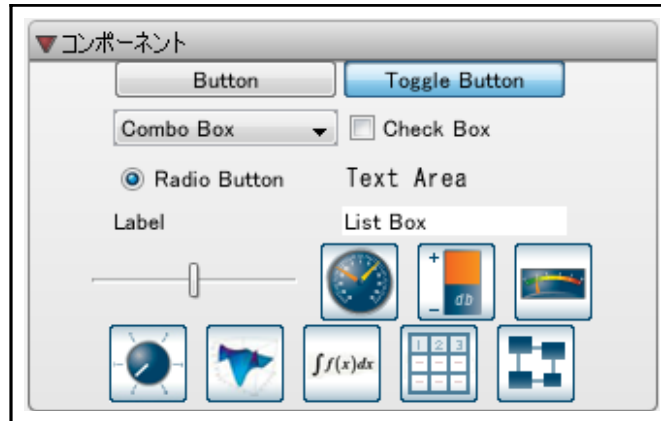 コンポーネント
Button Toggle Button
Combo Box Check Box
Radio Button Text Area
Label List Box
+
- db
∫f(x)dx 1 2 3